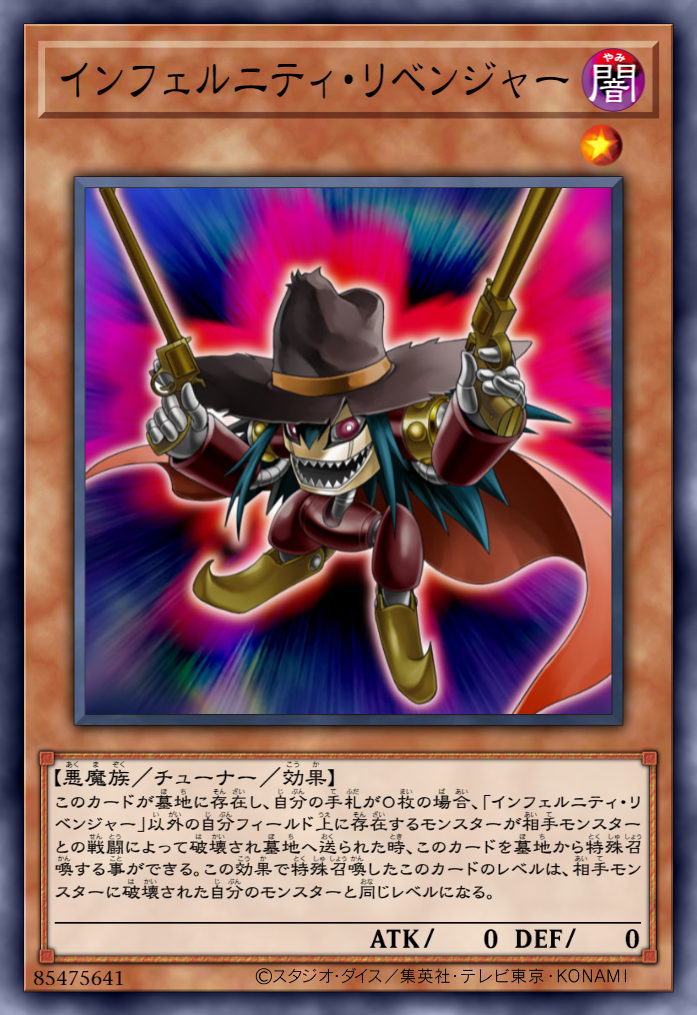 インフェルニティ・リベンジャー
やみ
闇
【悪魔族／チューナー／効果】
このカードが墓地に存在し、自分の手札が０枚の場合、「インフェルニティ・リ
ベンジャー」以外の自分フィールド上に存在するモンスターが相手モンスター
との戦闘によって破壊され墓地へ送られた時、このカードを墓地から特殊召
喚する事ができる。この効果で特殊召喚したこのカードのレベルは、相手モン
スターに破壊された自分のモンスターと同じレベルになる。
ATK/ 0 DEF/ 0
85475641 ©スタジオ・ダイス／集英社・テレビ東京・KONAMI